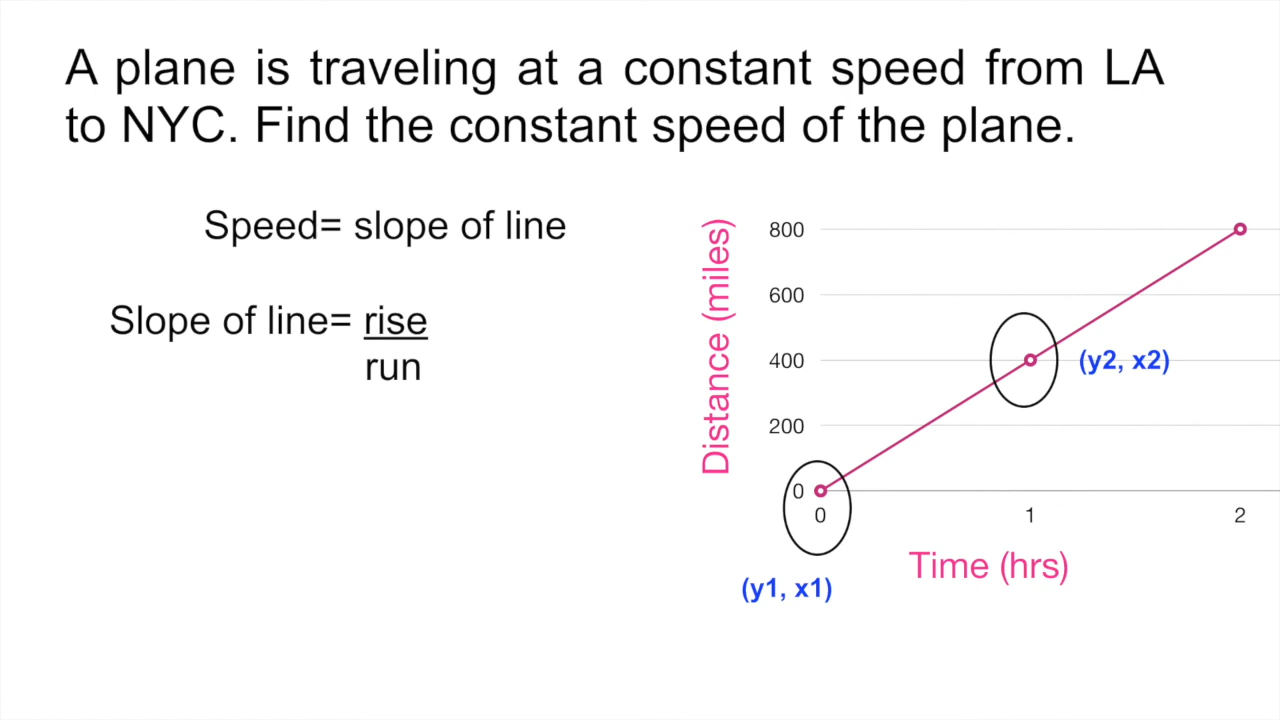 A plane is traveling at a constant speed from LA
to NYC. Find the constant speed of the plane.
Speed= slope of line
Slope of line= rise
run
Distance (miles)
800
600
400
200
0
0
1
2
(y2, x2)
Time (hrs)
(y1, x1)